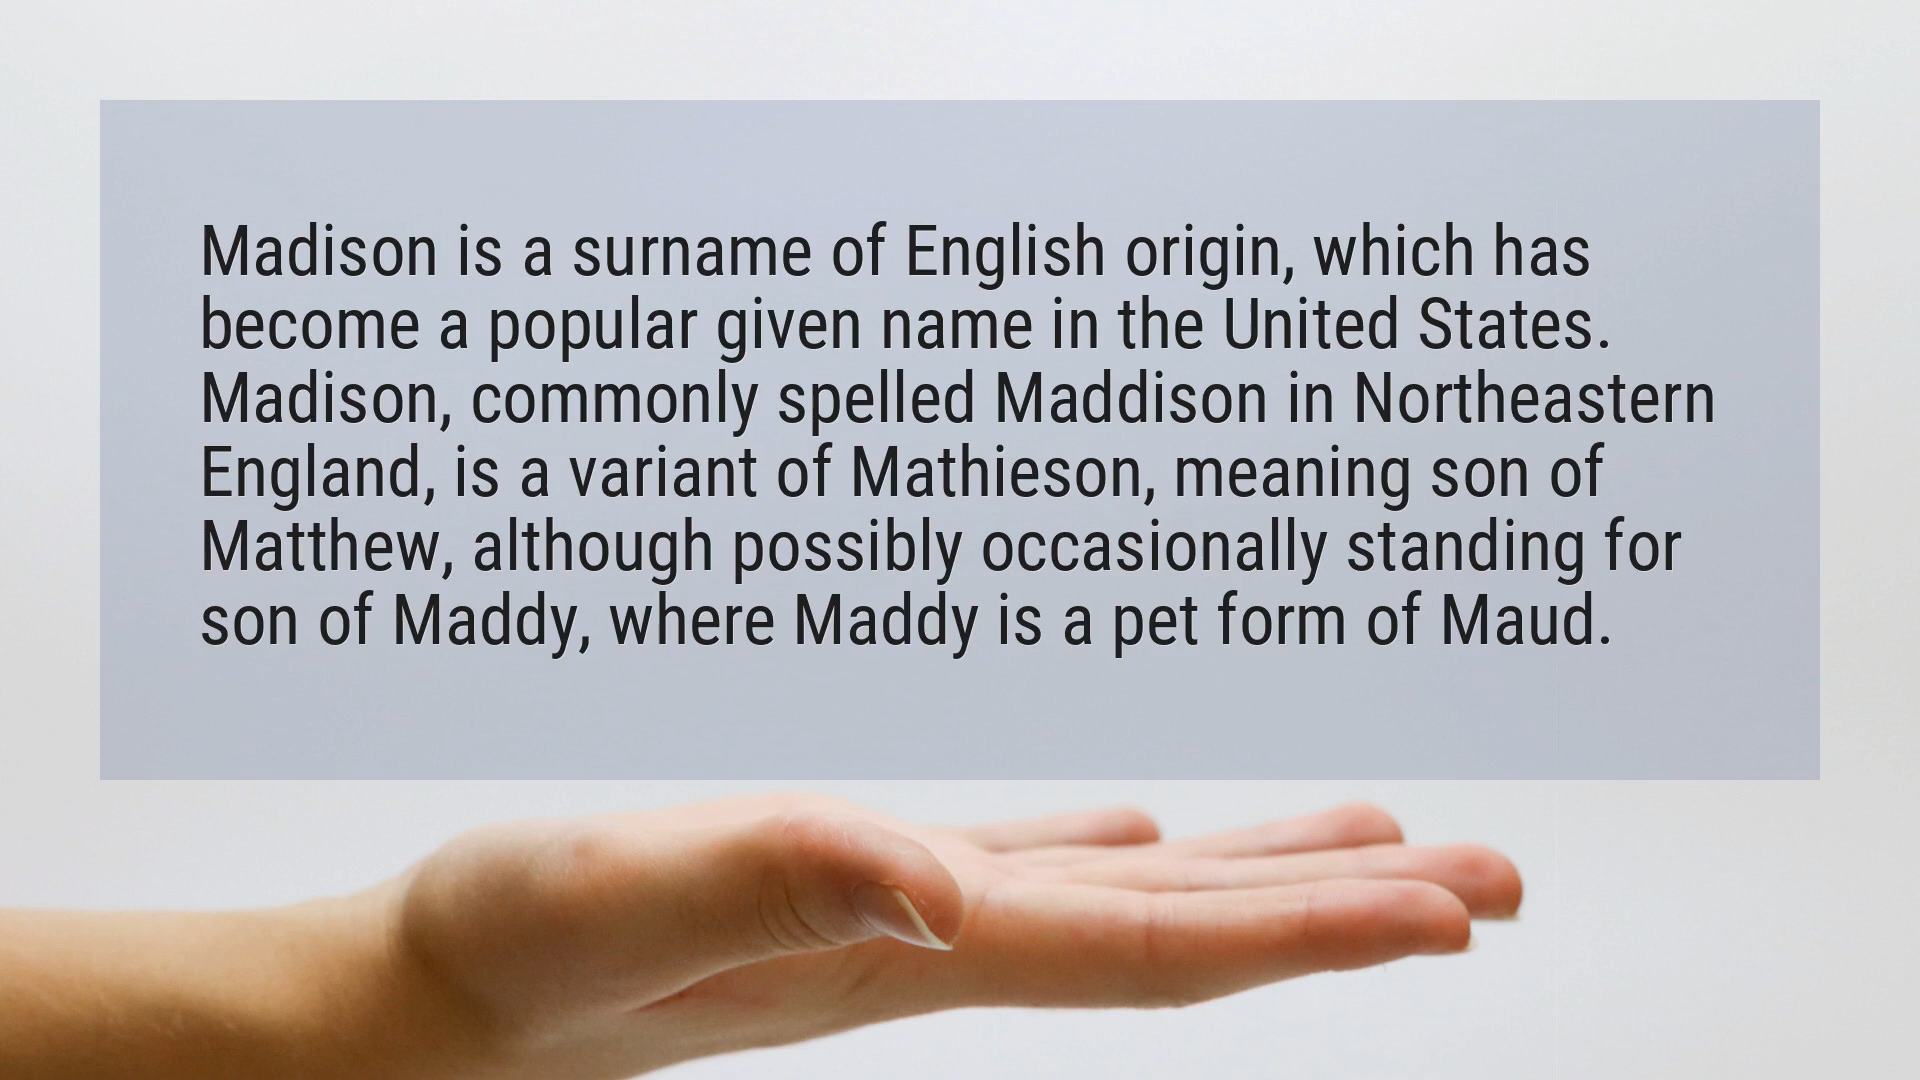 Madison is a surname of English origin, which has
become a popular given name in the United States.
Madison, commonly spelled Maddison in Northeastern
England, is a variant of Mathieson, meaning son of
Matthew, although possibly occasionally standing for
son of Maddy, where Maddy is a pet form of Maud.